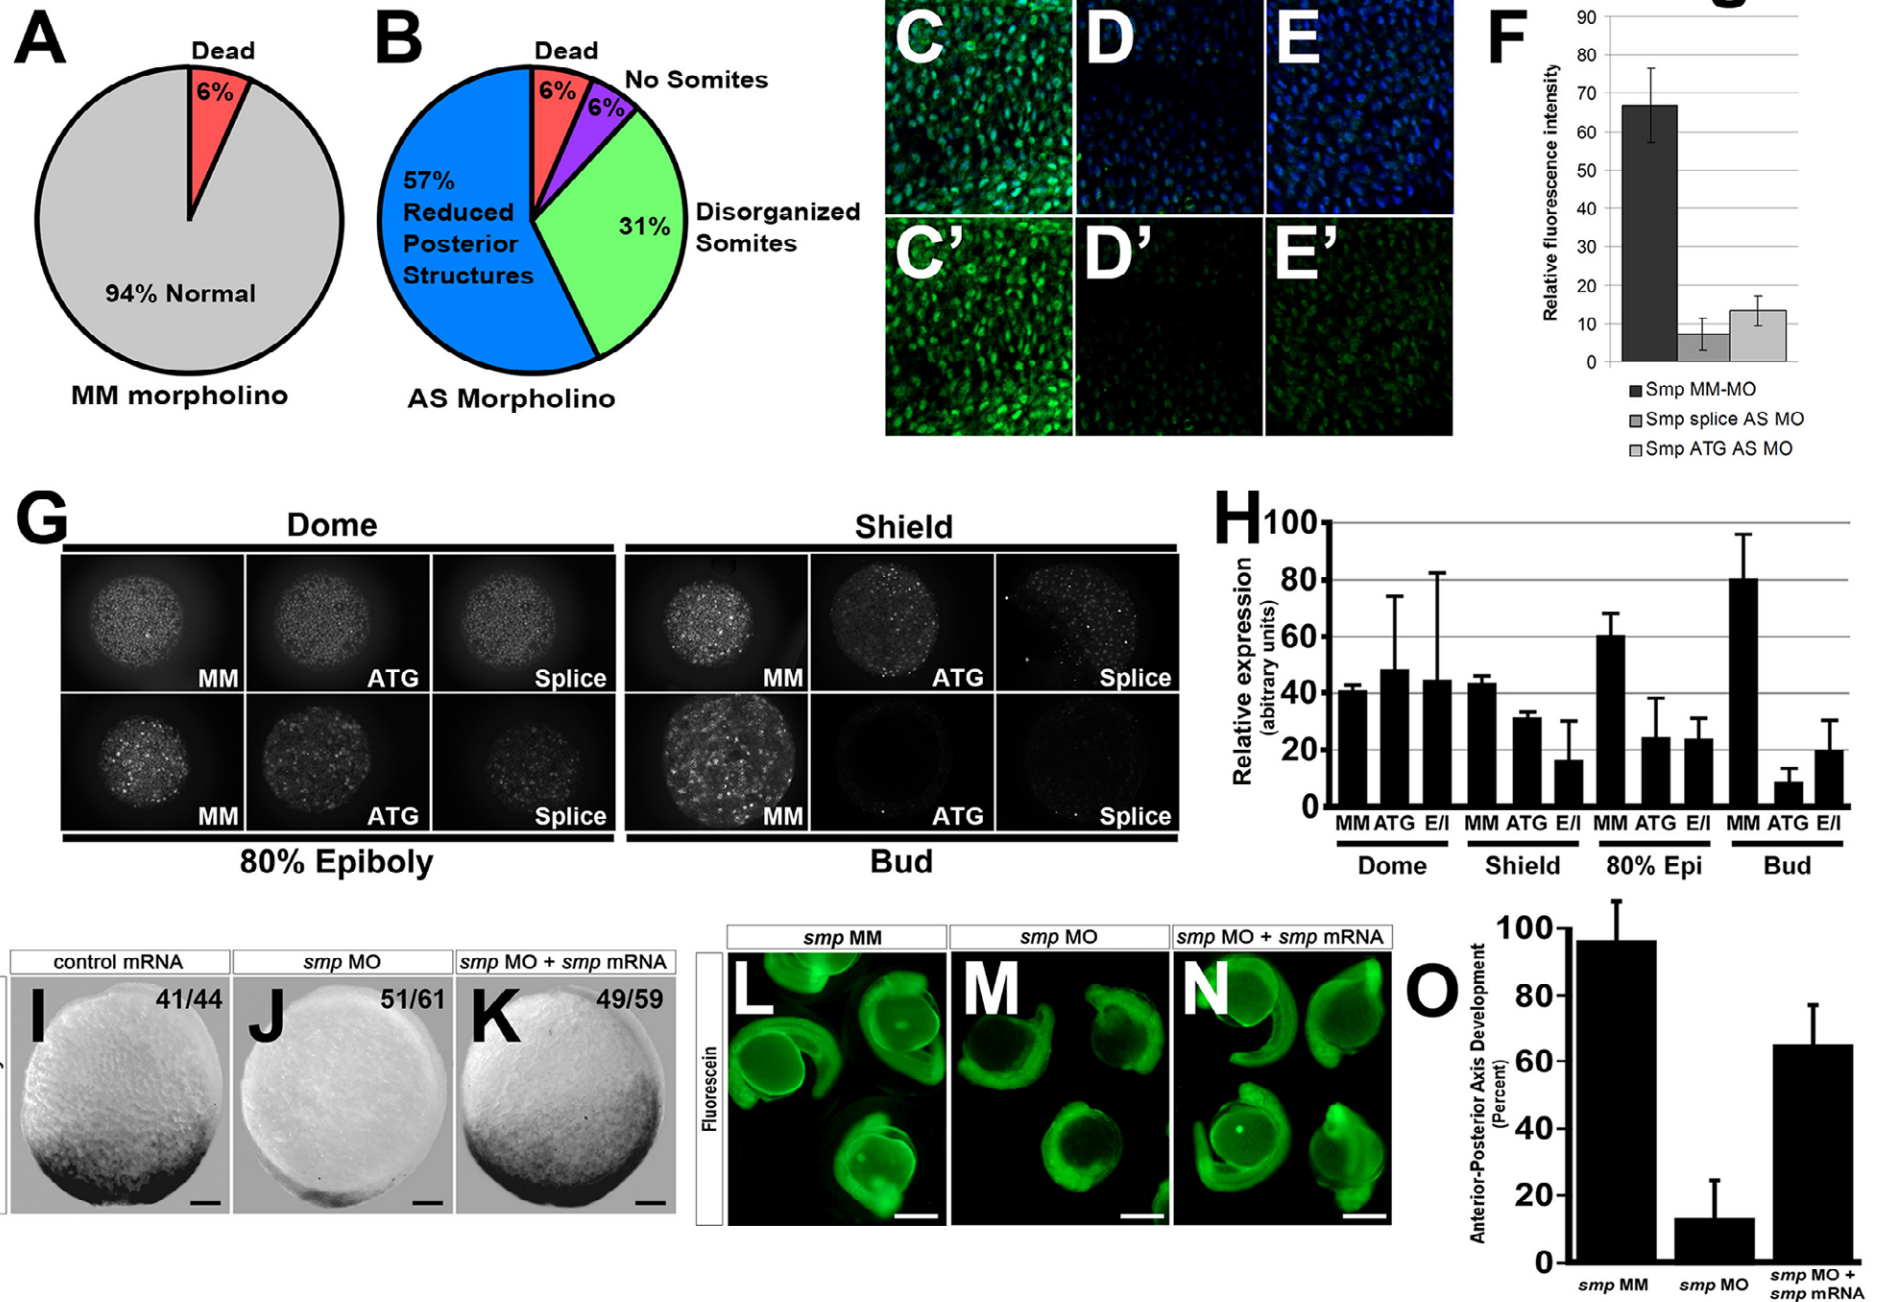 A
Dead
6%
94% Normal
MM morpholino
B
Dead
6%
No Somites
6%
57%
Reduced
Posterior
Structures
31%
Disorganized
Somites
AS Morpholino
C
D
E
C’
D’
E’
F
Relative fluorescence intensity
90
80
70
60
50
40
30
20
10
0
Smp MM-MO
Smp splice AS MO
Smp ATG AS MO
G
Dome
Shield
MM
ATG
Splice
MM
ATG
Splice
MM
ATG
Splice
MM
ATG
Splice
80% Epiboly
Bud
H
Relative expression
(abitrary units)
100
80
60
40
20
0
MM ATG E/I MM ATG E/I MM ATG E/I MM ATG E/I
Dome Shield 80% Epi Bud
control mRNA
smp MO
smp MO + smp mRNA
I
41/44
J
51/61
K
49/59
smp MM
smp MO
smp MO + smp mRNA
Fluorescein
L
M
N
O
Anterior-Posterior Axis Development
(Percent)
100
80
60
40
20
0
smp MM
smp MO
smp MO +
smp mRNA